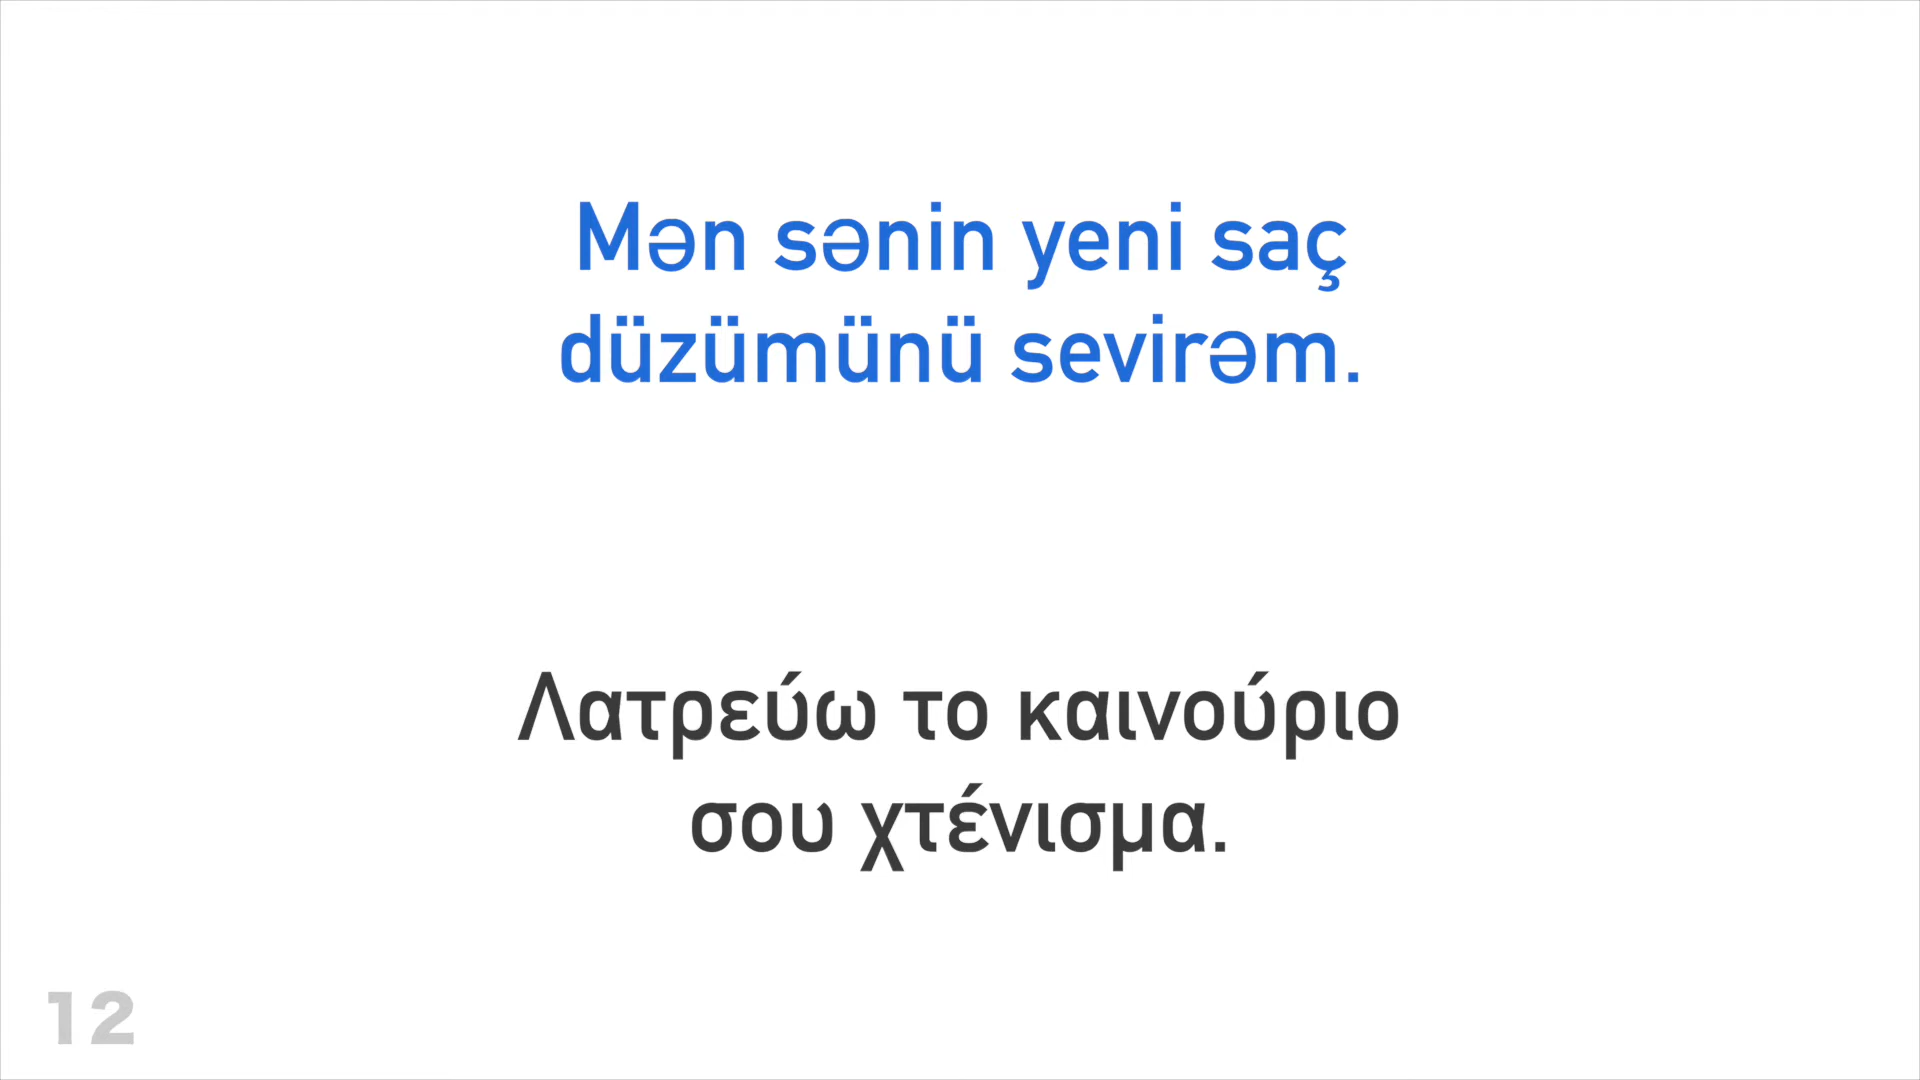 Mən sənin yeni saç
düzümünü sevirəm.
Λατρεύω το καινούριο
σου χτένισμα.
12